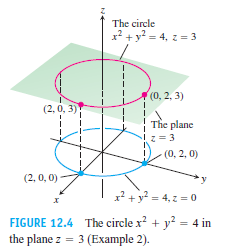 z
The circle
x² + y² = 4, z = 3
(0, 2, 3)
(2, 0, 3)
The plane
z = 3
(0, 2, 0)
(2, 0, 0)
y
x
x² + y² = 4, z = 0
FIGURE 12.4 The circle x² + y² = 4 in
the plane z = 3 (Example 2).